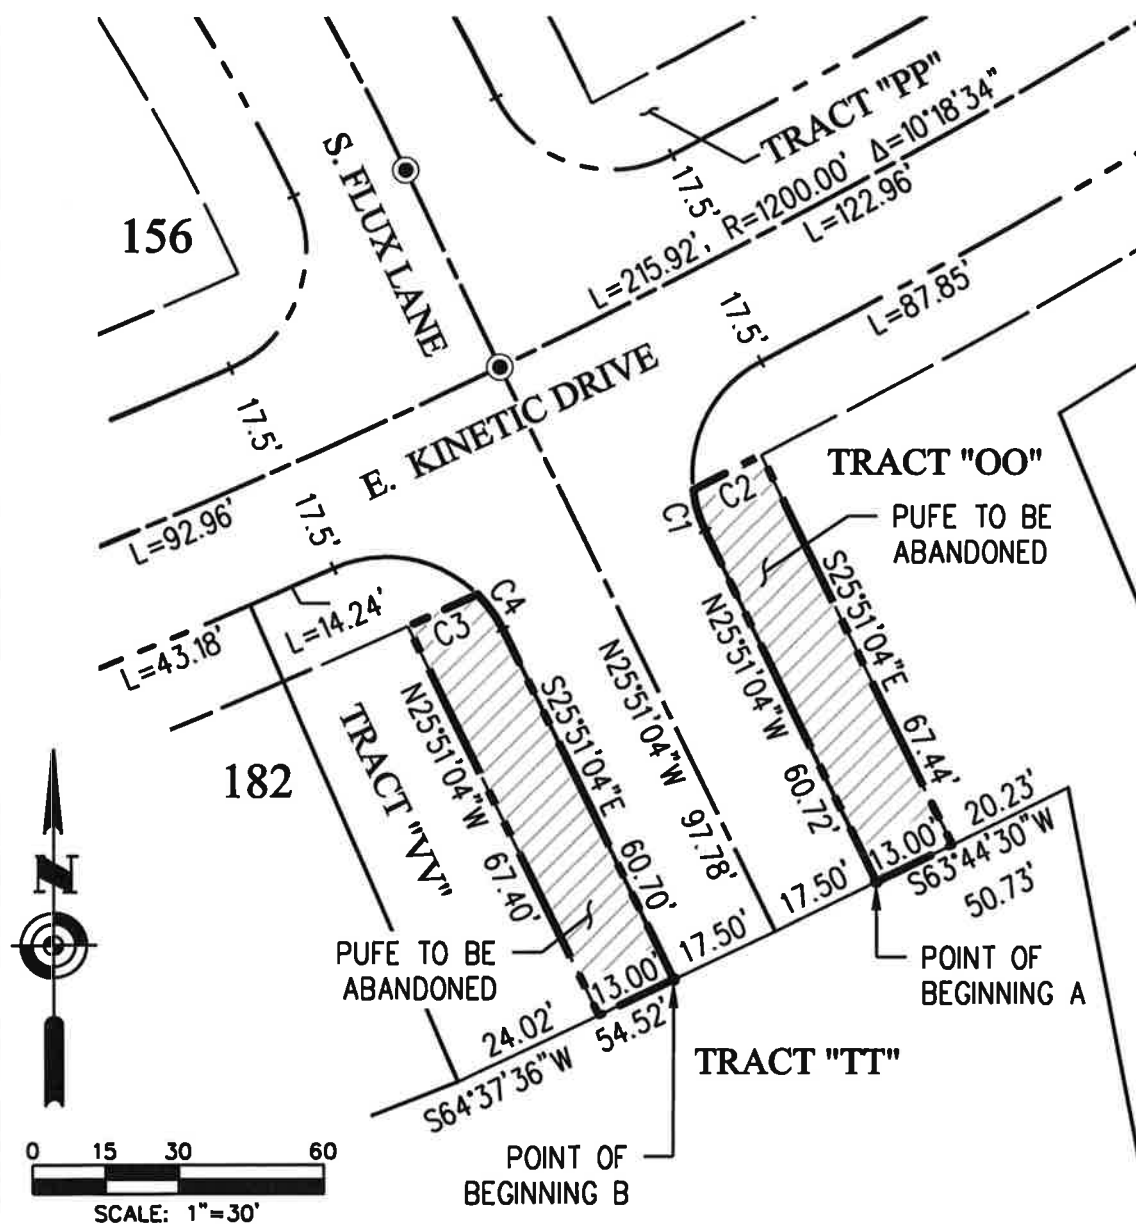 TRACT "PP"
S. FLUX LANE
17.5'
L=215.92', R=1200.00' Δ=10°18'34"
L=122.96'
156
17.5'
L=87.85'
E. KINETIC DRIVE
17.5'
L=92.96'
17.5'
TRACT "OO"
C2
C1
PUFE TO BE
ABANDONED
L=43.18'
L=14.24'
C3
C4
S25°51'04"E
67.44'
N25°51'04"W
60.72'
N25°51'04"W 97.78'
S25°51'04"E
60.70'
N25°51'04"W
67.40'
TRACT "VV"
182
N
PUFE TO BE
ABANDONED
20.23'
13.00'
S63°44'30"W
50.73'
17.50'
17.50'
13.00'
54.52'
24.02'
S64°37'36"W
POINT OF
BEGINNING A
TRACT "TT"
POINT OF
BEGINNING B
0 15 30 60
SCALE: 1"=30'